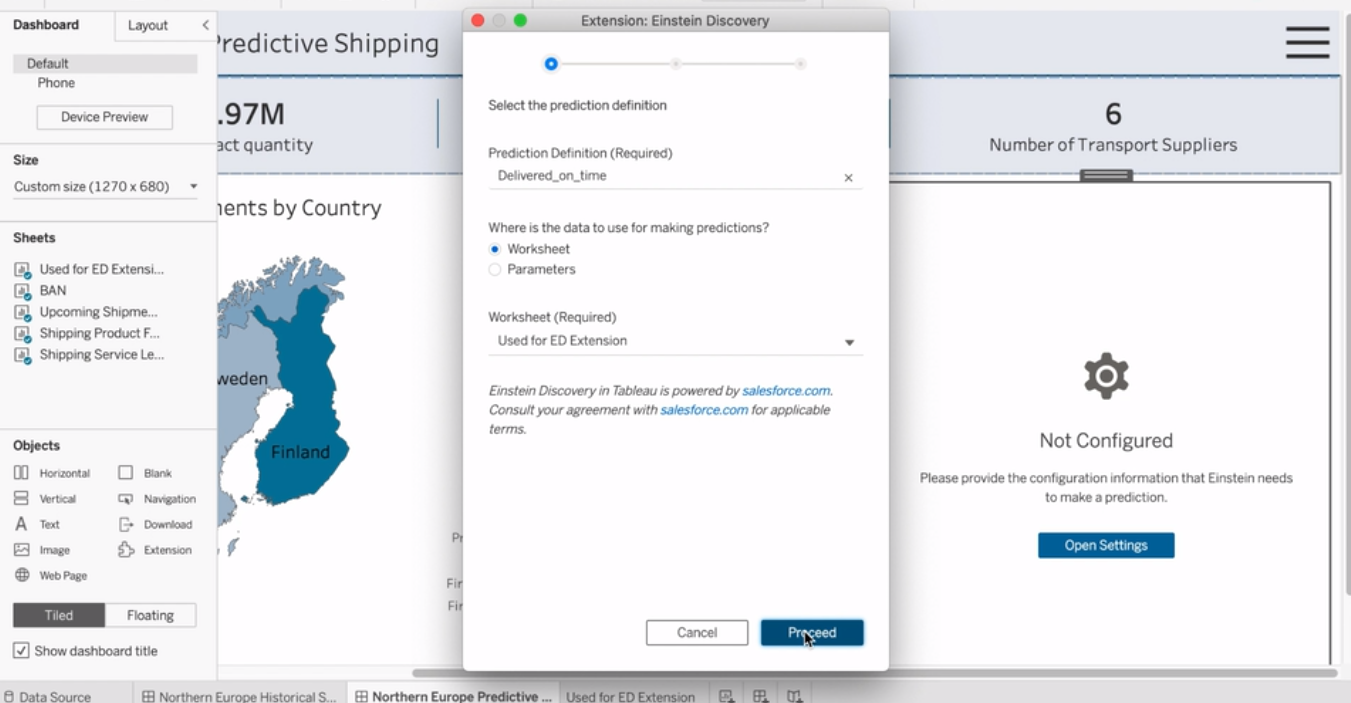 Dashboard
Layout
Default
Phone
Device Preview
Size
Custom size (1270 x 680)
Sheets
Used for ED Extensi...
BAN
Upcoming Shipme...
Shipping Product F...
Shipping Service Le...
Objects
Horizontal
Blank
Vertical
Navigation
Text
Download
Image
Extension
Web Page
Tiled
Floating
Show dashboard title
Predictive Shipping
.97M
act quantity
ments by Country
weden
Finland
Pr
Fir
Fir
Extension: Einstein Discovery
Select the prediction definition
Prediction Definition (Required)
Delivered_on_time
Where is the data to use for making predictions?
Worksheet
Parameters
Worksheet (Required)
Used for ED Extension
Einstein Discovery in Tableau is powered by salesforce.com.
Consult your agreement with salesforce.com for applicable
terms.
Cancel
Proceed
6
Number of Transport Suppliers
Not Configured
Please provide the configuration information that Einstein needs
to make a prediction.
Open Settings
Data Source
Northern Europe Historical S...
Northern Europe Predictive ...
Used for ED Extension